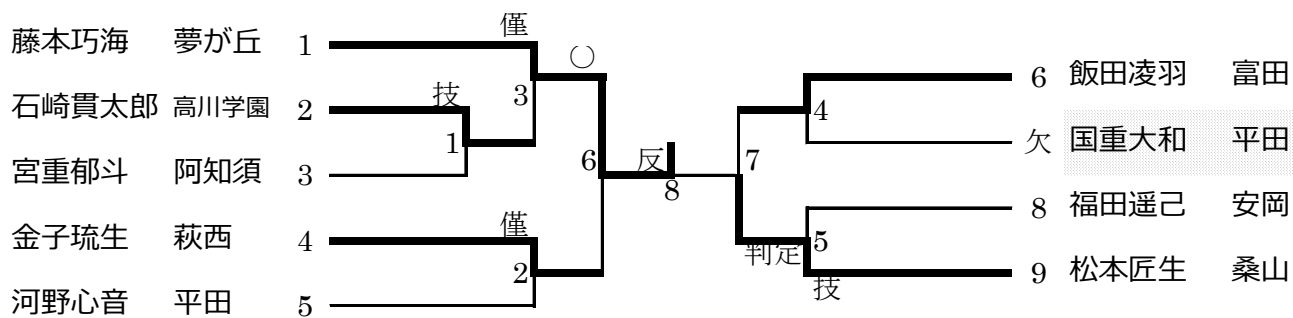 僅
藤本巧海 夢が丘 1
〇
6 飯田凌羽 富田
石崎貫太郎 高川学園 2
技
3
4
1
欠 国重大和 平田
宮重郁斗 阿知須 3
6
反
7
8
8 福田遥己 安岡
僅
金子琉生 萩西 4
5
判定
2
9 松本匠生 桑山
技
河野心音 平田 5